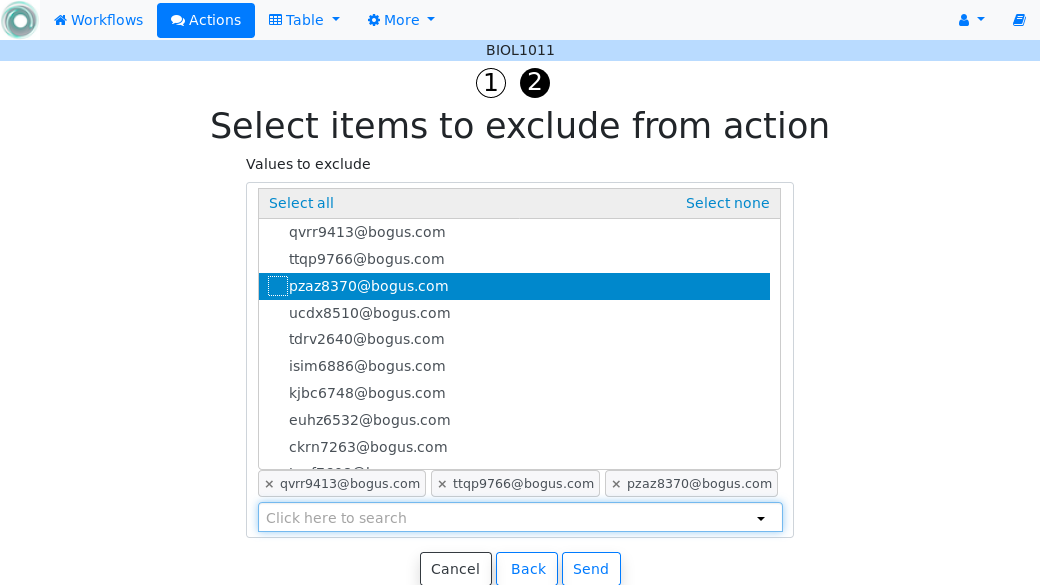 Workflows Actions Table More
BIOL1011
1 2
Select items to exclude from action
Values to exclude
Select all Select none
qvrr9413@bogus.com
ttqp9766@bogus.com
pzaz8370@bogus.com
ucdx8510@bogus.com
tdrv2640@bogus.com
isim6886@bogus.com
kjbc6748@bogus.com
euhz6532@bogus.com
ckrn7263@bogus.com
× qvrr9413@bogus.com × ttqp9766@bogus.com × pzaz8370@bogus.com
Click here to search
Cancel Back Send